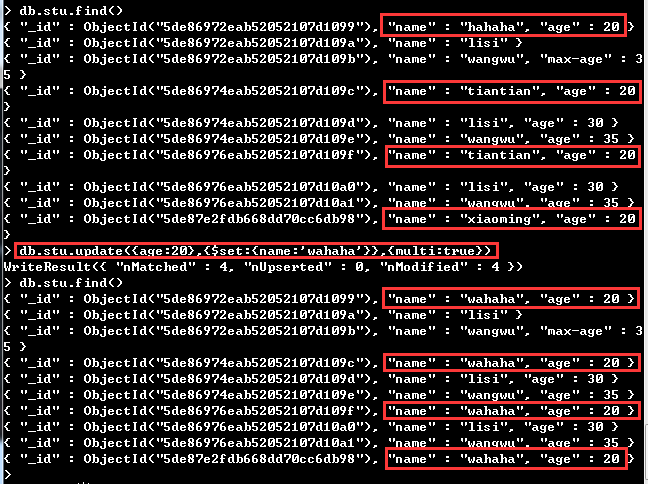 > db.stu.find()
{ "_id" : ObjectId("5de86972eab52052107d1099"), "name" : "hahaha", "age" : 20 }
{ "_id" : ObjectId("5de86972eab52052107d109a"), "name" : "lisi" }
{ "_id" : ObjectId("5de86972eab52052107d109b"), "name" : "wangwu", "max-age" : 3
5 }
{ "_id" : ObjectId("5de86974eab52052107d109c"), "name" : "tiantian", "age" : 20
}
{ "_id" : ObjectId("5de86974eab52052107d109d"), "name" : "lisi", "age" : 30 }
{ "_id" : ObjectId("5de86974eab52052107d109e"), "name" : "wangwu", "age" : 35 }
{ "_id" : ObjectId("5de86976eab52052107d109f"), "name" : "tiantian", "age" : 20
}
{ "_id" : ObjectId("5de86976eab52052107d10a0"), "name" : "lisi", "age" : 30 }
{ "_id" : ObjectId("5de86976eab52052107d10a1"), "name" : "wangwu", "age" : 35 }
{ "_id" : ObjectId("5de87e2fdb668dd70cc6db98"), "name" : "xiaoming", "age" : 20
}
> db.stu.update({age:20},{$set:{name:'wahaha'}},{multi:true})
WriteResult({ "nMatched" : 4, "nUpserted" : 0, "nModified" : 4 })
> db.stu.find()
{ "_id" : ObjectId("5de86972eab52052107d1099"), "name" : "wahaha", "age" : 20 }
{ "_id" : ObjectId("5de86972eab52052107d109a"), "name" : "lisi" }
{ "_id" : ObjectId("5de86972eab52052107d109b"), "name" : "wangwu", "max-age" : 3
5 }
{ "_id" : ObjectId("5de86974eab52052107d109c"), "name" : "wahaha", "age" : 20 }
{ "_id" : ObjectId("5de86974eab52052107d109d"), "name" : "lisi", "age" : 30 }
{ "_id" : ObjectId("5de86974eab52052107d109e"), "name" : "wangwu", "age" : 35 }
{ "_id" : ObjectId("5de86976eab52052107d109f"), "name" : "wahaha", "age" : 20 }
{ "_id" : ObjectId("5de86976eab52052107d10a0"), "name" : "lisi", "age" : 30 }
{ "_id" : ObjectId("5de86976eab52052107d10a1"), "name" : "wangwu", "age" : 35 }
{ "_id" : ObjectId("5de87e2fdb668dd70cc6db98"), "name" : "wahaha", "age" : 20 }
>